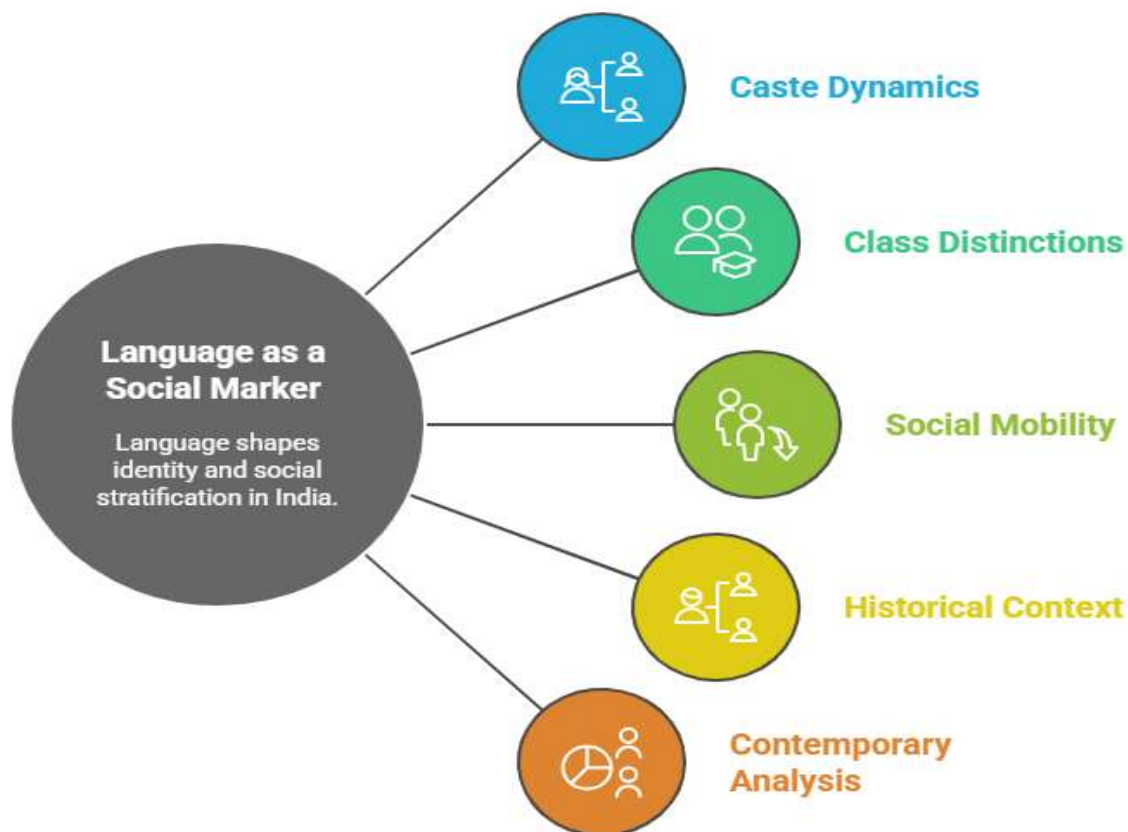 Caste Dynamics
Class Distinctions
Language as a
Social Marker
Language shapes
identity and social
stratification in India.
Social Mobility
Historical Context
Contemporary
Analysis